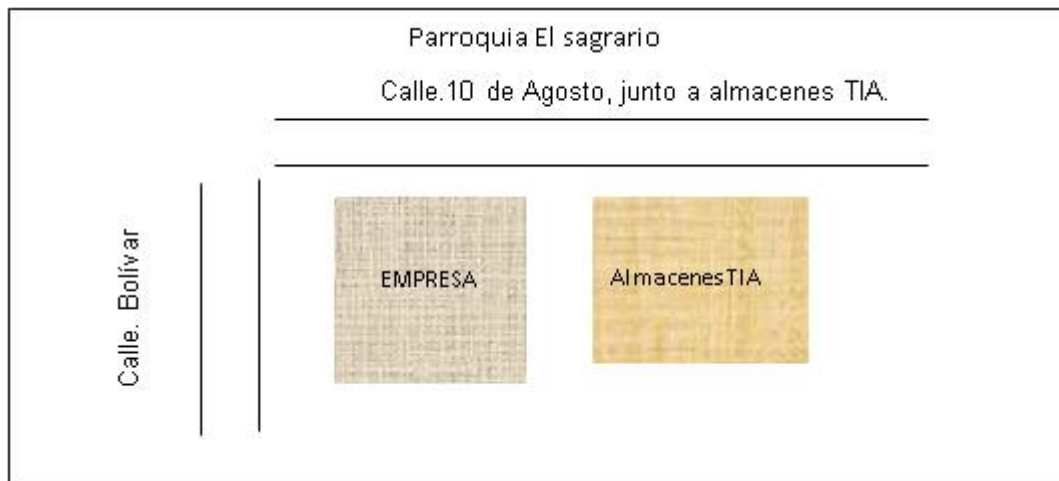 Parroquia El sagrario
Calle.10 de Agosto, junto a almacenes TIA.
Calle. Bolívar
EMPRESA
AlmacenesTIA